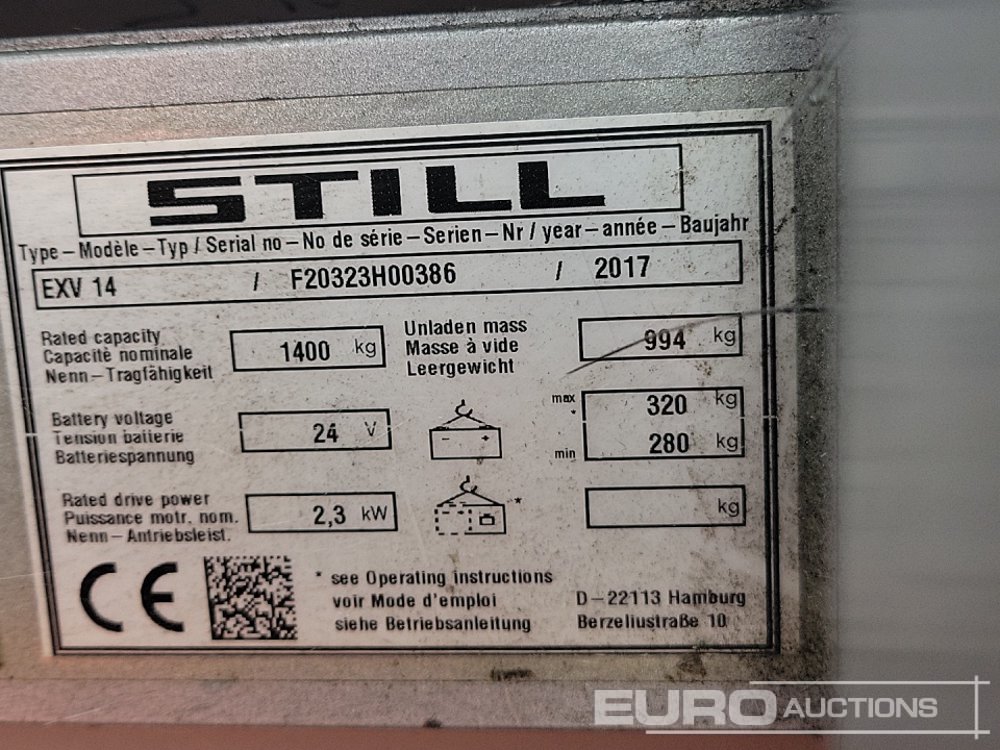 STILL
Type – Modèle – Typ / Serial no – No de série – Serien – Nr / year – année – Baujahr
EXV 14 / F20323H00386 / 2017
Rated capacity
Capacitè nominale
Nenn – Tragfähigkeit
1400 kg
Unladen mass
Masse à vide
Leergewicht
994 kg
Battery voltage
Tension batterie
Batteriespannung
24 V
- +
max
*
min
320 kg
280 kg
Rated drive power
Puissance motr. nom.
Nenn – Antriebsleist.
2,3 kW
*
kg
CE
* see Operating instructions
voir Mode d'emploi
siehe Betriebsanleitung
D – 22113 Hamburg
Berzeliustraße 10
EURO AUCTIONS